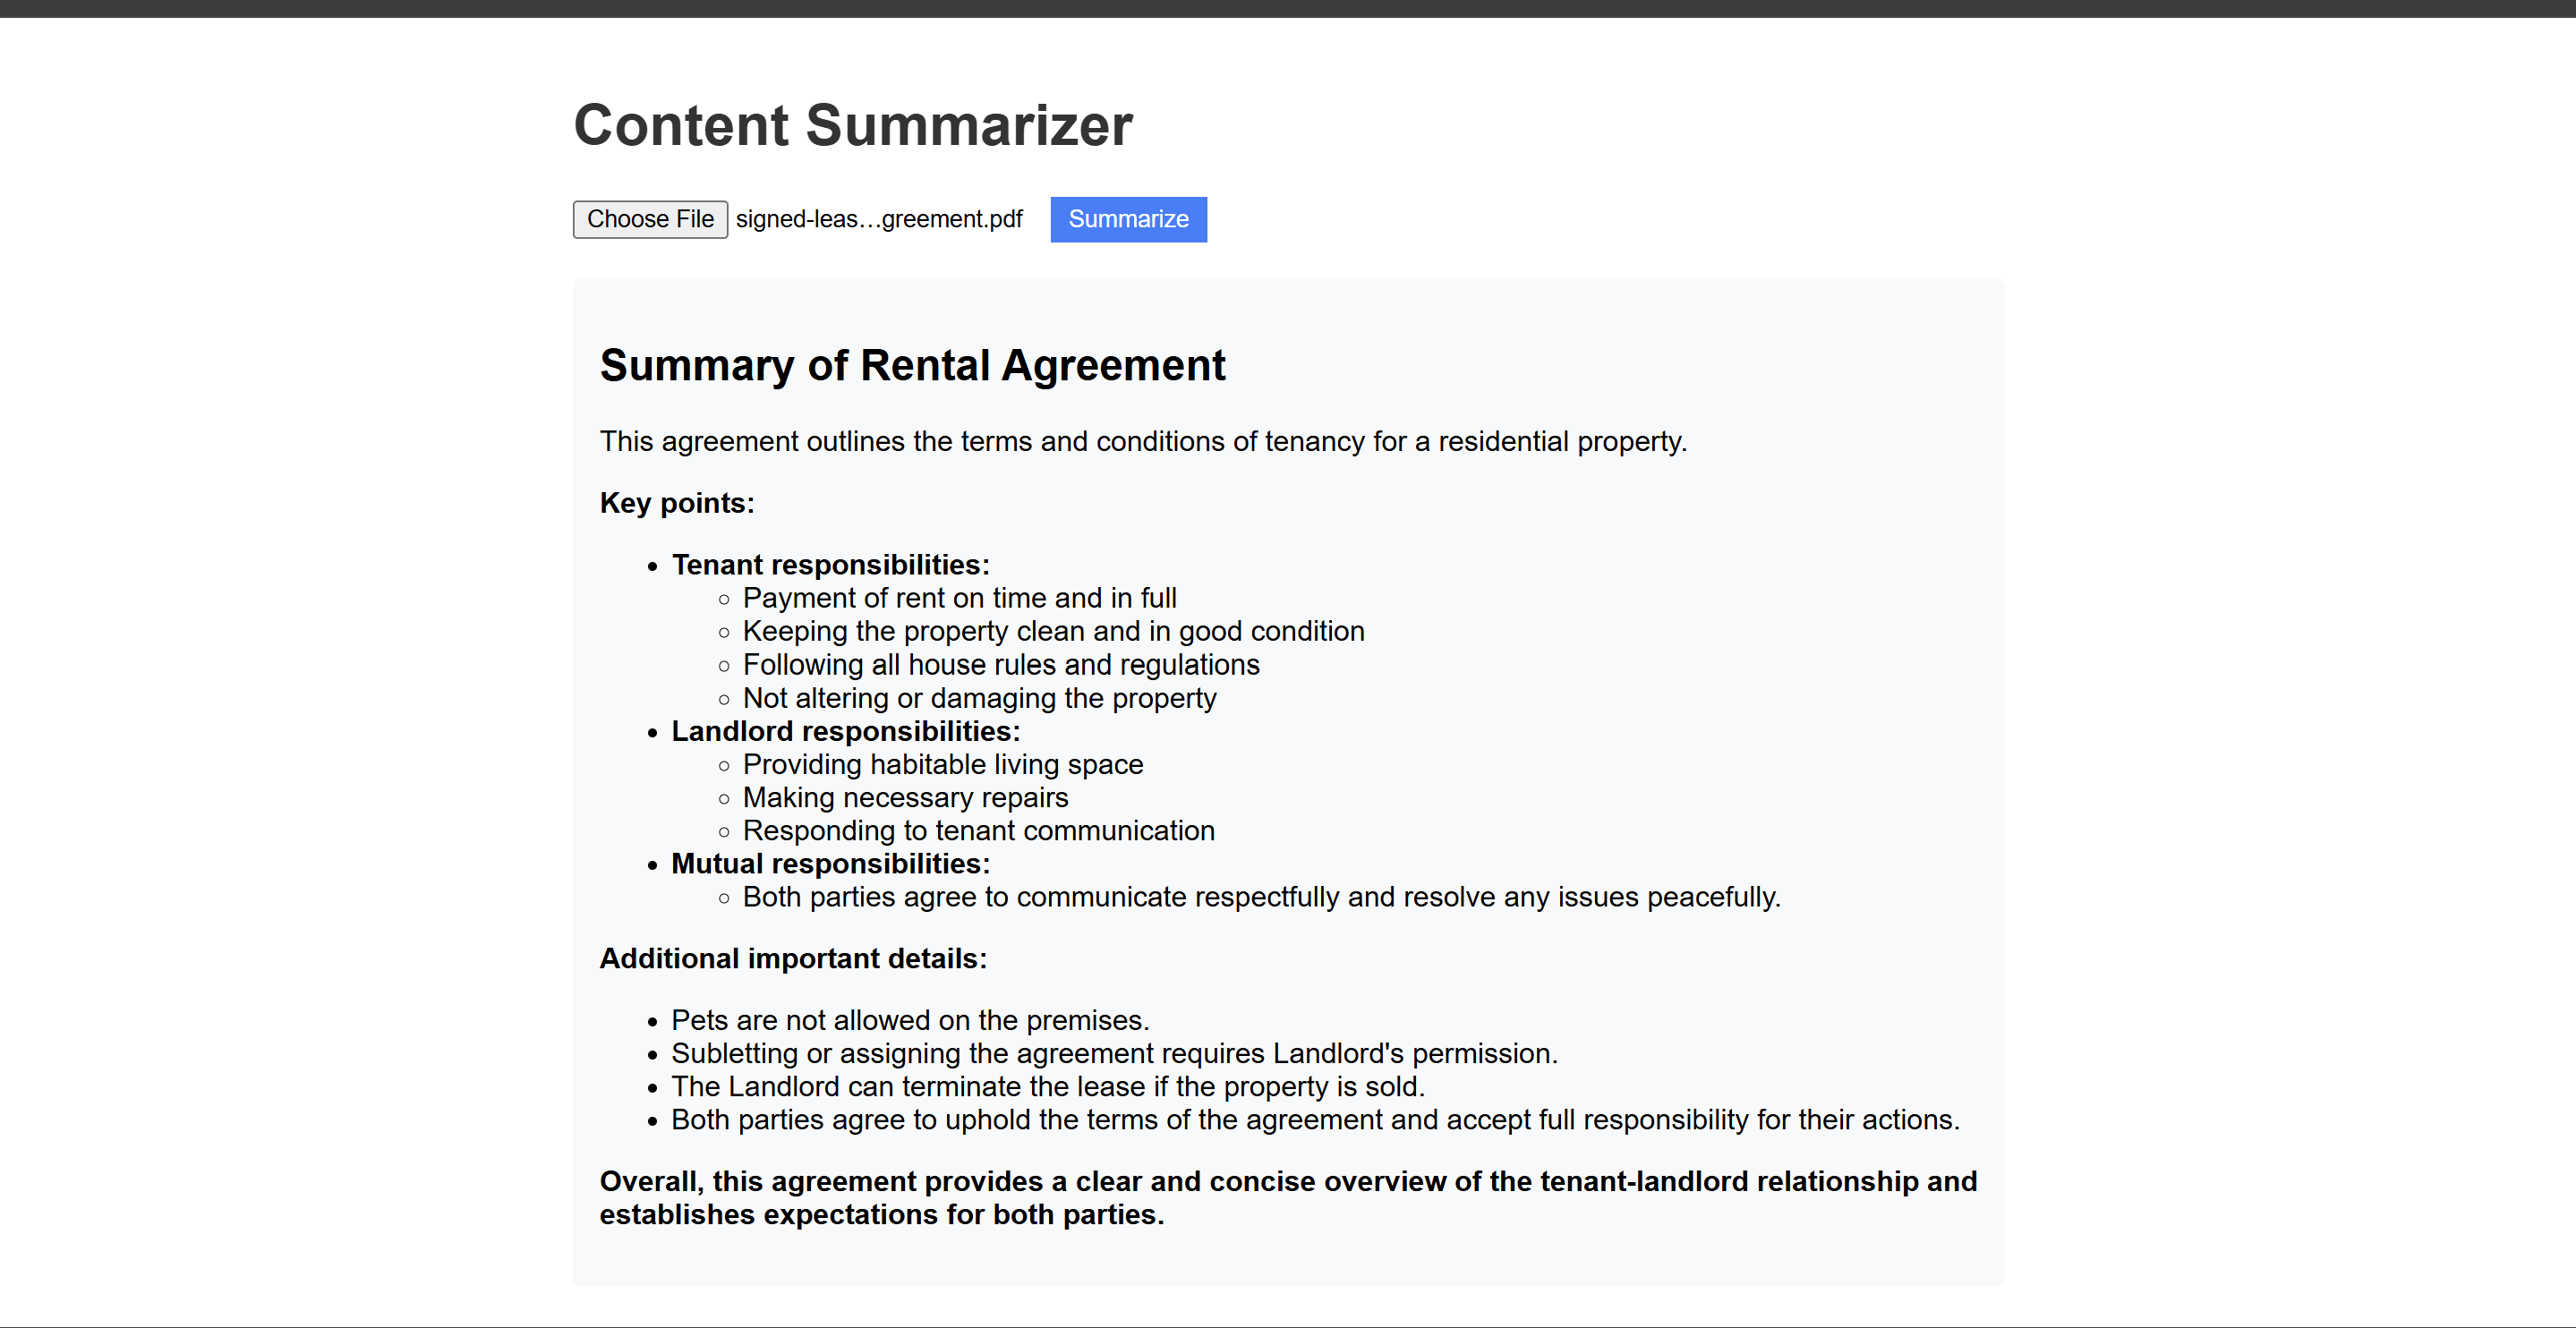 Content Summarizer
Choose File signed-leas...greement.pdf Summarize
Summary of Rental Agreement
This agreement outlines the terms and conditions of tenancy for a residential property.
Key points:
• Tenant responsibilities:
◦ Payment of rent on time and in full
◦ Keeping the property clean and in good condition
◦ Following all house rules and regulations
◦ Not altering or damaging the property
• Landlord responsibilities:
◦ Providing habitable living space
◦ Making necessary repairs
◦ Responding to tenant communication
• Mutual responsibilities:
◦ Both parties agree to communicate respectfully and resolve any issues peacefully.
Additional important details:
• Pets are not allowed on the premises.
• Subletting or assigning the agreement requires Landlord's permission.
• The Landlord can terminate the lease if the property is sold.
• Both parties agree to uphold the terms of the agreement and accept full responsibility for their actions.
Overall, this agreement provides a clear and concise overview of the tenant-landlord relationship and
establishes expectations for both parties.